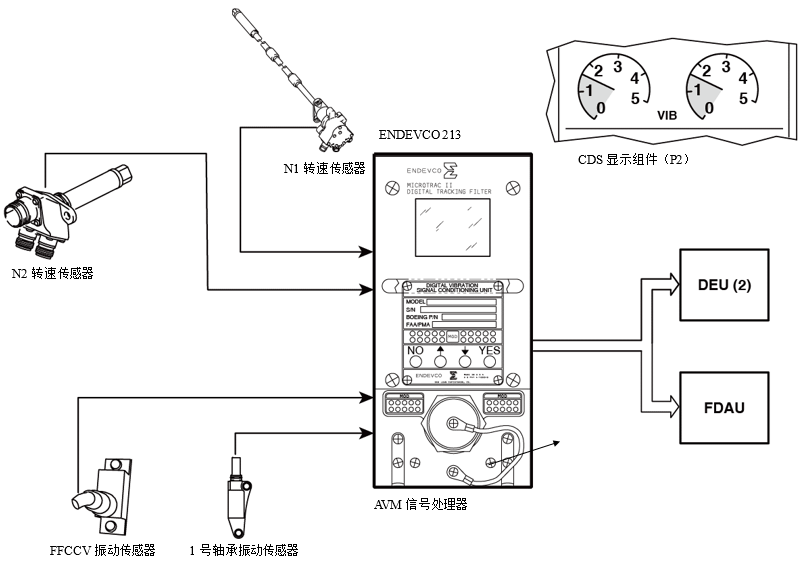 2
3
4
1
5
0
2
3
4
1
5
0
VIB
CDS 显示组件（P2）
ENDEVCO 213
N1 转速传感器
ENDEVCO
MICROTRAC II
DIGITAL TRACKING FILTER
N2 转速传感器
DIGITAL VIBRATION
SIGNAL CONDITIONING UNIT
MODEL
S/N
BOEING P/N
FAA/PMA
NO
YES
ENDEVCO
DEU (2)
FDAU
AVM 信号处理器
FFCCV 振动传感器
1 号轴承振动传感器